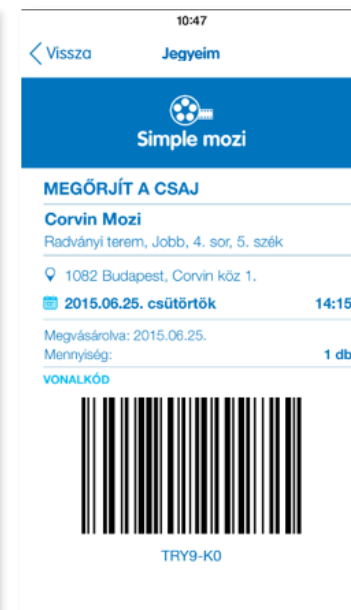 10:47
Vissza Jegyeim
Simple mozi
MEGŐRJÍT A CSAJ
Corvin Mozi
Radványi terem, Jobb, 4. sor, 5. szék
1082 Budapest, Corvin köz 1.
2015.06.25. csütörtök 14:15
Megvásárolva: 2015.06.25.
Mennyiség: 1 db
VONALKÓD
TRY9-K0